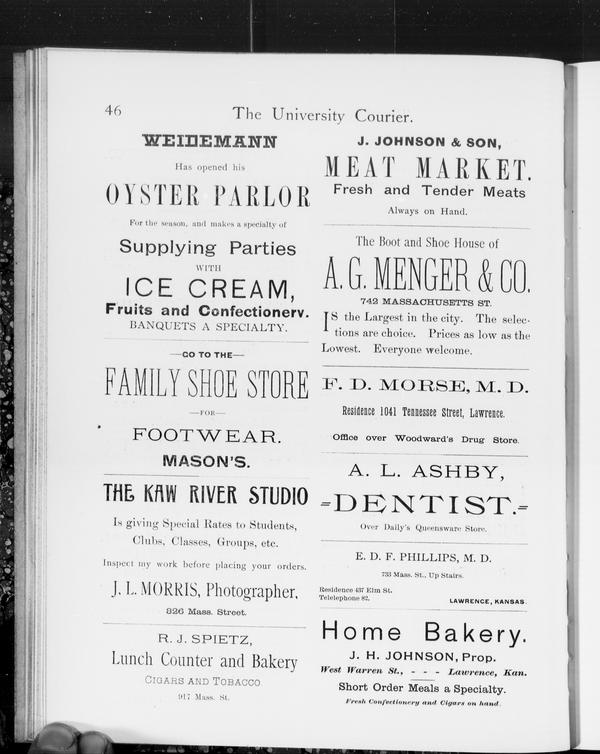 46
The University Courier.
WEIDEMANN
Has opened his
OYSTER PARLOR
For the season, and makes a specialty of
Supplying Parties
WITH
ICE CREAM,
Fruits and Confectionery.
BANQUETS A SPECIALTY.
—GO TO THE—
FAMILY SHOE STORE
—FOR—
FOOTWEAR.
MASON'S.
THE KAW RIVER STUDIO
Is giving Special Rates to Students,
Clubs, Classes, Groups, etc.
Inspect my work before placing your orders.
J. L. MORRIS, Photographer,
826 Mass. Street.
R. J. SPIETZ,
Lunch Counter and Bakery
CIGARS AND TOBACCO
917 Mass. St.
J. JOHNSON & SON,
MEAT MARKET.
Fresh and Tender Meats
Always on Hand.
The Boot and Shoe House of
A. G. MENGER & CO.
742 MASSACHUSETTS ST.
IS the Largest in the city. The selec-
tions are choice. Prices as low as the
Lowest. Everyone welcome.
F. D. MORSE, M. D.
Residence 1041 Tennessee Street, Lawrence.
Office over Woodward's Drug Store.
A. L. ASHBY,
=DENTIST.=
Over Daily's Queensware Store.
E. D. F. PHILLIPS, M. D.
733 Mass. St., Up Stairs.
Residence 437 Elm St.
Telelephone 82.
LAWRENCE, KANSAS.
Home Bakery.
J. H. JOHNSON, Prop.
West Warren St., - - - Lawrence, Kan.
Short Order Meals a Specialty.
Fresh Confectionery and Cigars on hand.